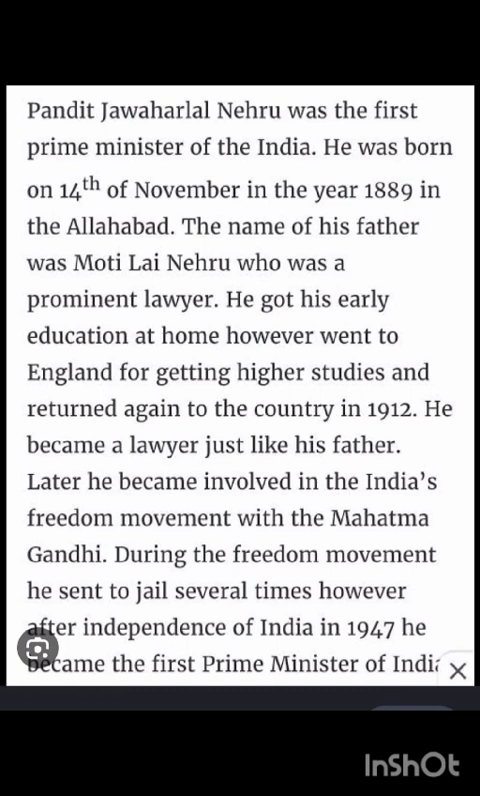 Pandit Jawaharlal Nehru was the first
prime minister of the India. He was born
on 14th of November in the year 1889 in
the Allahabad. The name of his father
was Moti Lai Nehru who was a
prominent lawyer. He got his early
education at home however went to
England for getting higher studies and
returned again to the country in 1912. He
became a lawyer just like his father.
Later he became involved in the India's
freedom movement with the Mahatma
Gandhi. During the freedom movement
he sent to jail several times however
after independence of India in 1947 he
became the first Prime Minister of India
InShOt